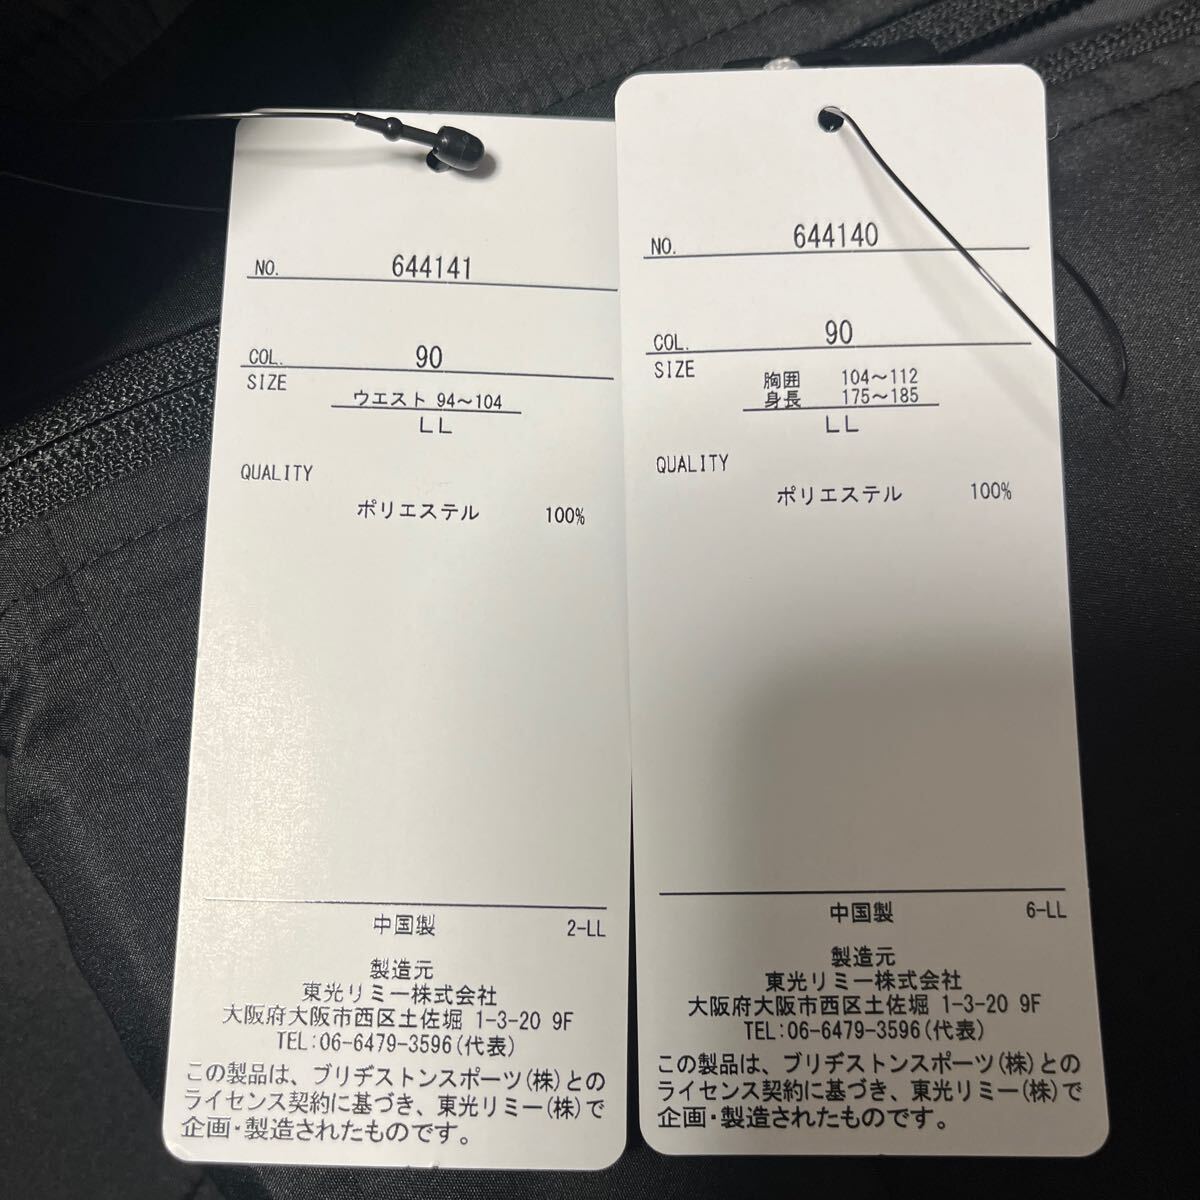 NO. 644141
COL. 90
SIZE
ウエスト 94～104
LL
QUALITY
ポリエステル 100%
中国製 2-LL
製造元
東光リミー株式会社
大阪府大阪市西区土佐堀 1-3-20 9F
TEL:06-6479-3596(代表)
この製品は、ブリヂストンスポーツ(株)との
ライセンス契約に基づき、東光リミー(株)で
企画・製造されたものです。
NO. 644140
COL. 90
SIZE
胸囲 104～112
身長 175～185
LL
QUALITY
ポリエステル 100%
中国製 6-LL
製造元
東光リミー株式会社
大阪府大阪市西区土佐堀 1-3-20 9F
TEL:06-6479-3596(代表)
この製品は、ブリヂストンスポーツ(株)との
ライセンス契約に基づき、東光リミー(株)で
企画・製造されたものです。